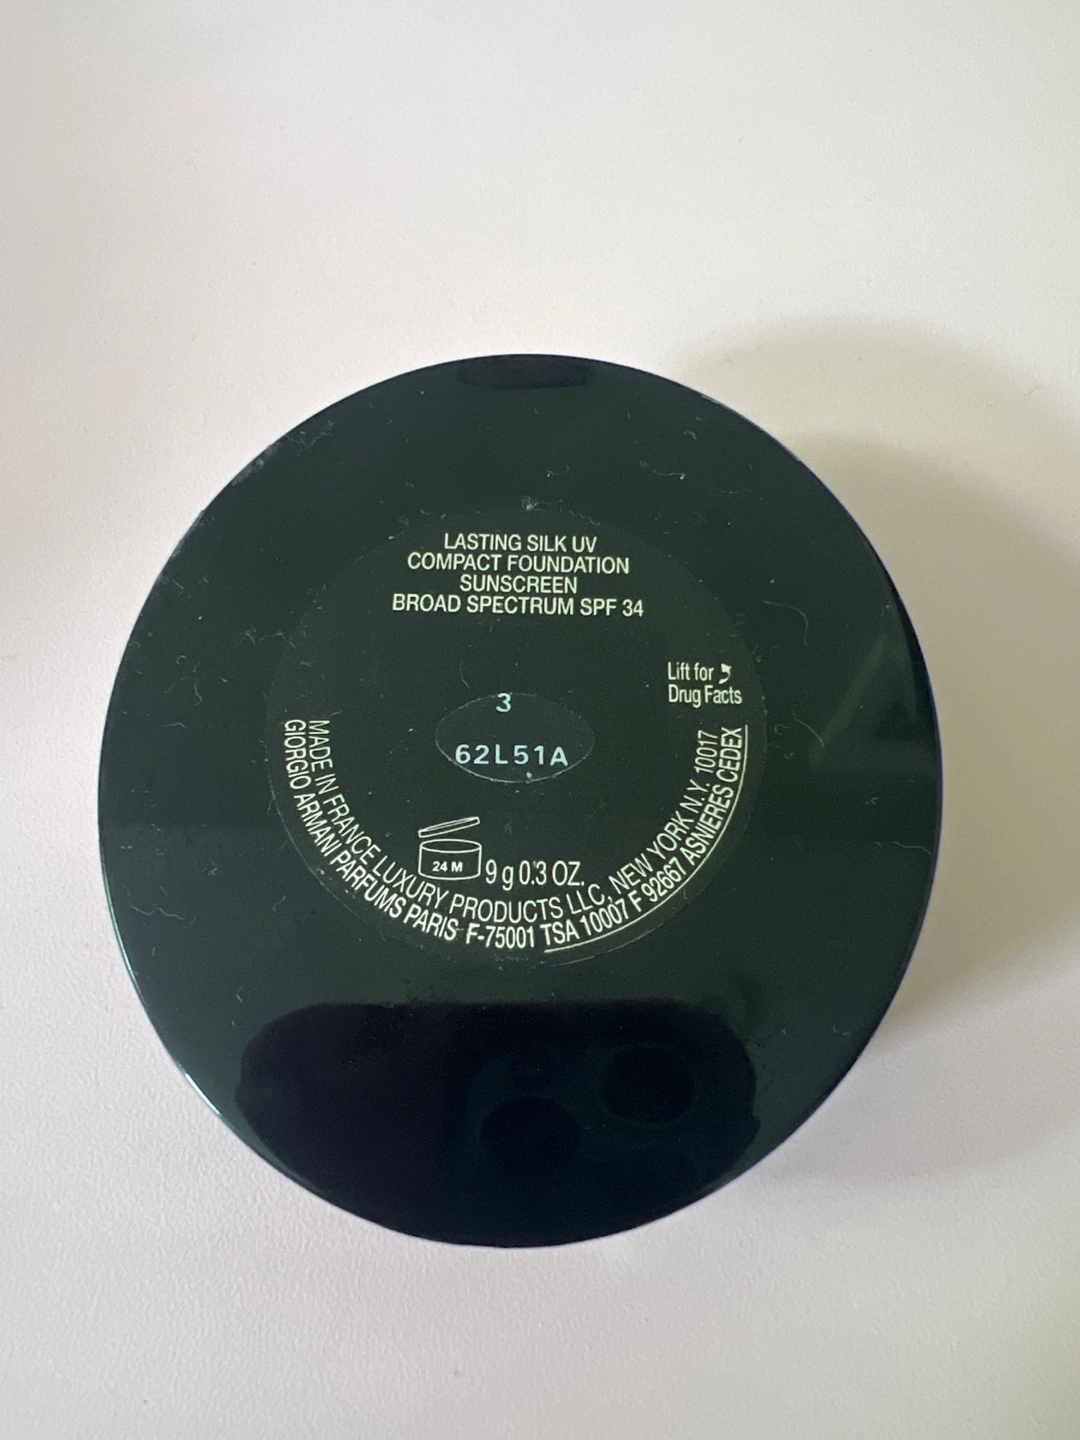 LASTING SILK UV
COMPACT FOUNDATION
SUNSCREEN
BROAD SPECTRUM SPF 34
Lift for
Drug Facts
3
62L51A
24 M
9 g 0.3 OZ.
MADE IN FRANCE LUXURY PRODUCTS LLC, NEW YORK N.Y. 10017
GIORGIO ARMANI PARFUMS PARIS F-75001 TSA 10007 F 92667 ASNIERES CEDEX